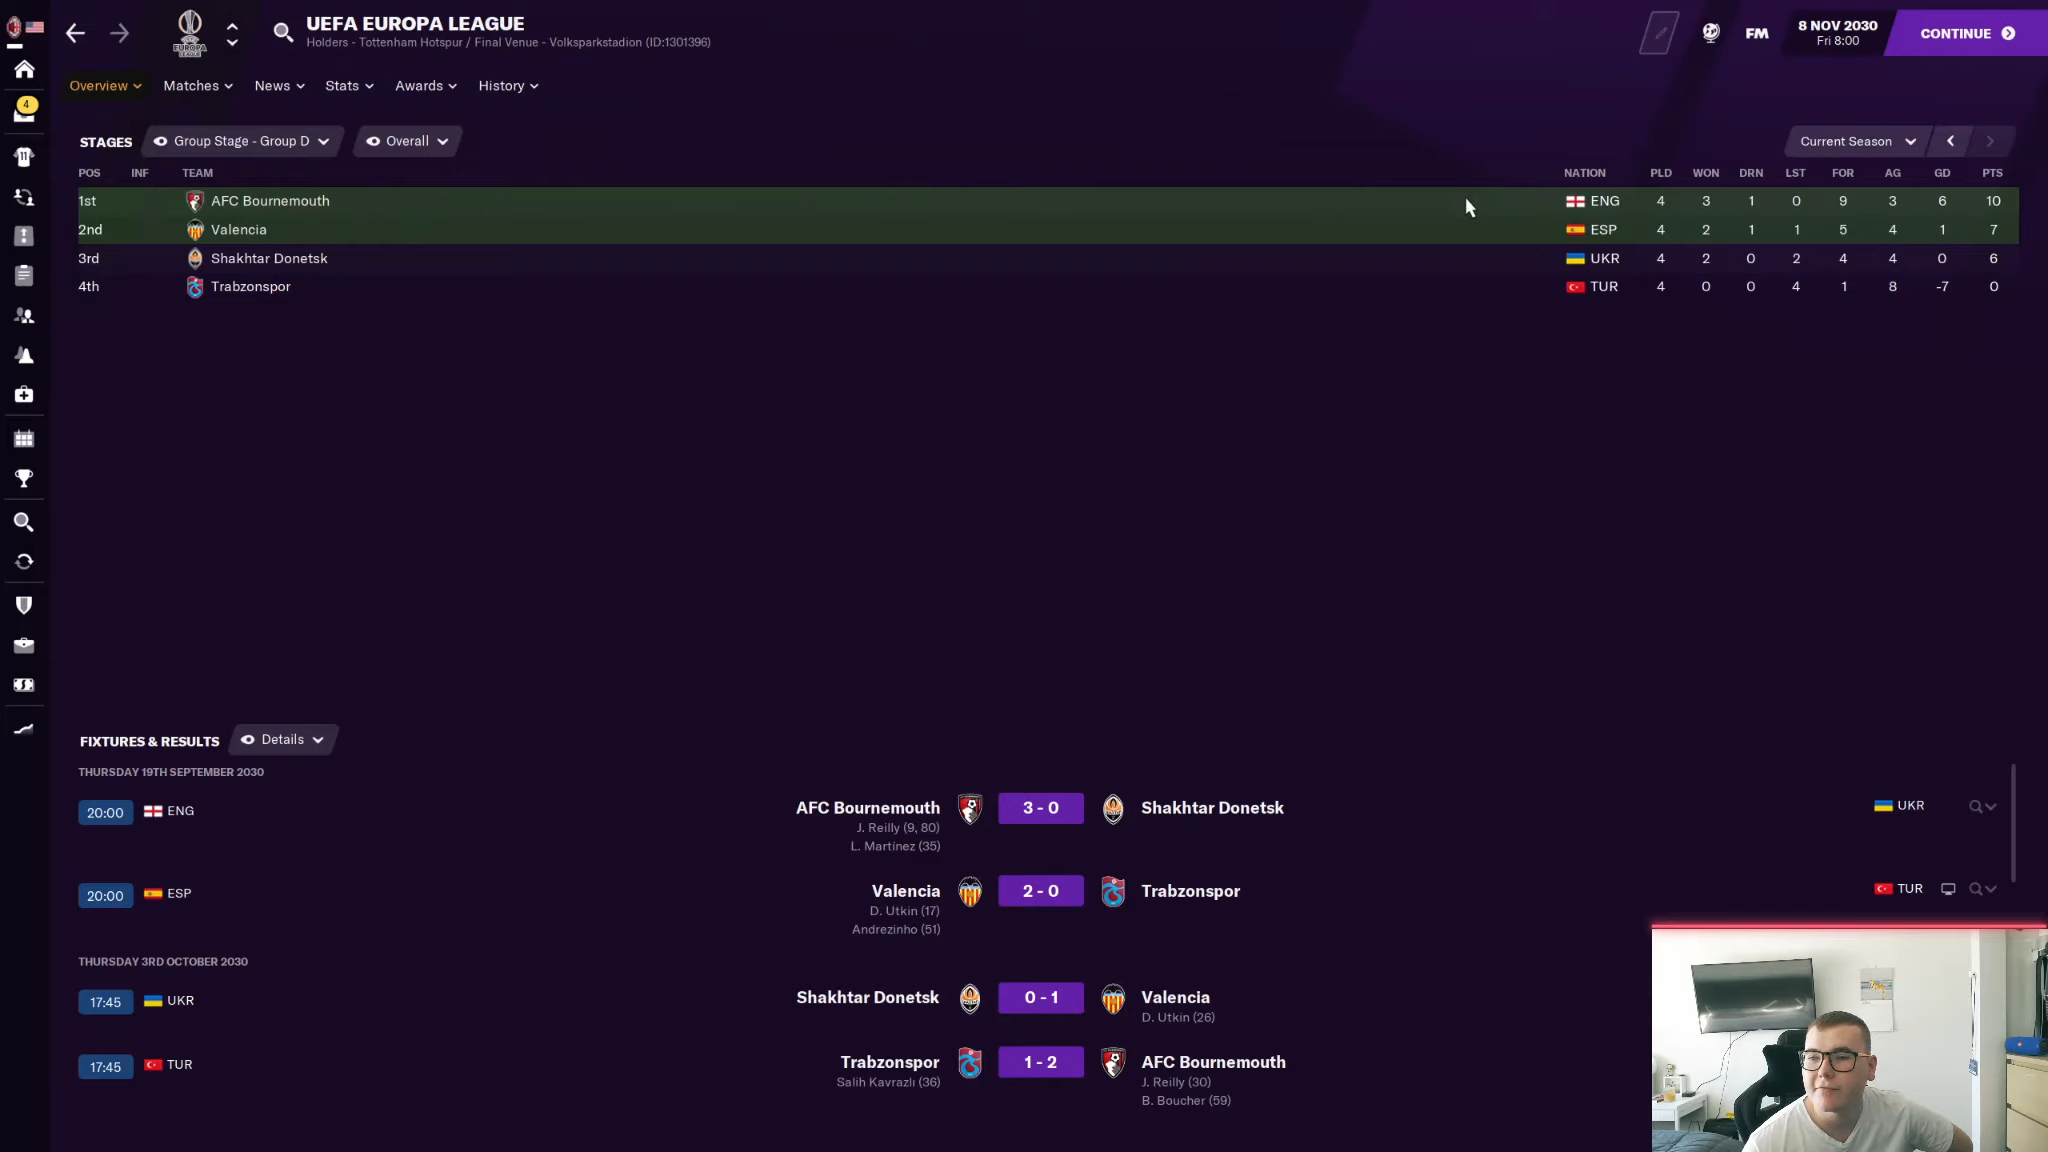 UEFA EUROPA LEAGUE
Holders - Tottenham Hotspur / Final Venue - Volksparkstadion (ID:1301396)
FM
8 NOV 2030
Fri 8:00
CONTINUE
4
11
Overview
Matches
News
Stats
Awards
History
STAGES
Group Stage - Group D
Overall
Current Season
POS INF TEAM NATION PLD WON DRN LST FOR AG GD PTS
1st AFC Bournemouth ENG 4 3 1 0 9 3 6 10
2nd Valencia ESP 4 2 1 1 5 4 1 7
3rd Shakhtar Donetsk UKR 4 2 0 2 4 4 0 6
4th Trabzonspor TUR 4 0 0 4 1 8 -7 0
FIXTURES & RESULTS
Details
THURSDAY 19TH SEPTEMBER 2030
20:00 ENG AFC Bournemouth 3 - 0 Shakhtar Donetsk UKR
J. Reilly (9, 80)
L. Martínez (35)
20:00 ESP Valencia 2 - 0 Trabzonspor TUR
D. Utkin (17)
Andrezinho (51)
THURSDAY 3RD OCTOBER 2030
17:45 UKR Shakhtar Donetsk 0 - 1 Valencia
D. Utkin (26)
17:45 TUR Trabzonspor 1 - 2 AFC Bournemouth
Salih Kavrazlı (36) J. Reilly (30)
B. Boucher (59)